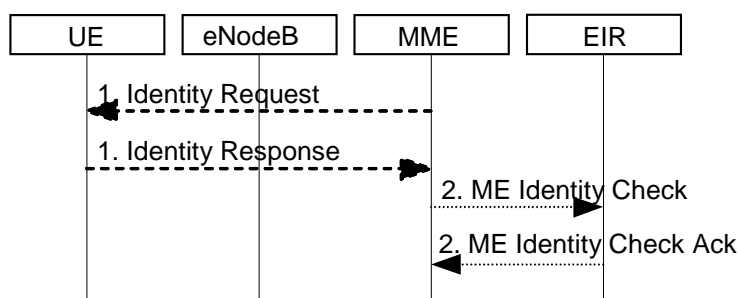 UE eNodeB MME EIR
1. Identity Request
1. Identity Response
2. ME Identity Check
2. ME Identity Check Ack